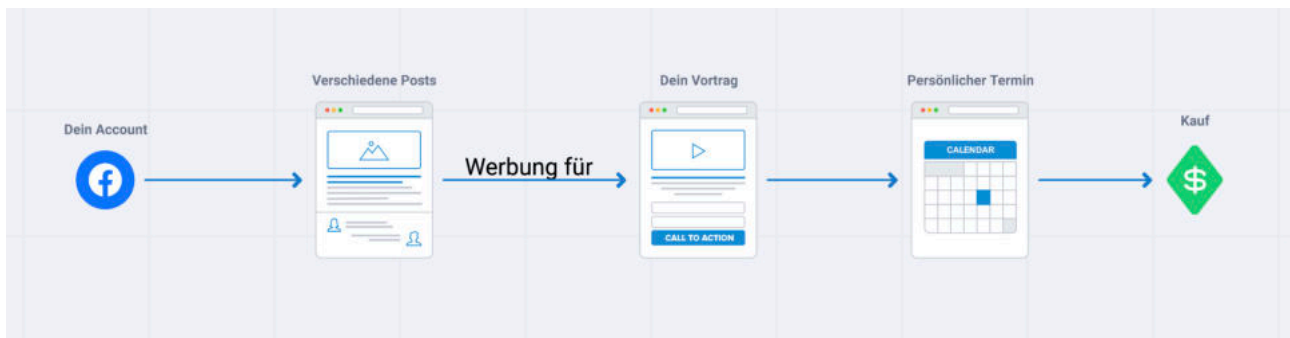 Verschiedene Posts
Dein Vortrag
Persönlicher Termin
Dein Account
Kauf
Werbung für
CALENDAR
CALL TO ACTION
$